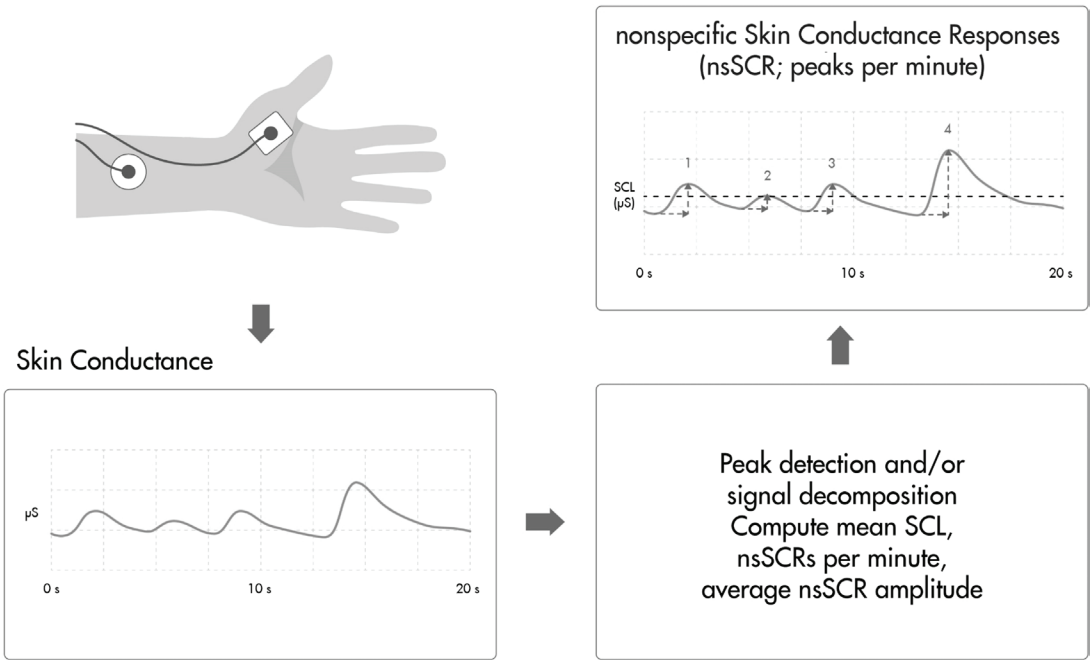 Skin Conductance
µS
0 s
10 s
20 s
Peak detection and/or
signal decomposition
Compute mean SCL,
nsSCRs per minute,
average nsSCR amplitude
nonspecific Skin Conductance Responses
(nsSCR; peaks per minute)
1
2
3
4
SCL
(µS)
0 s
10 s
20 s